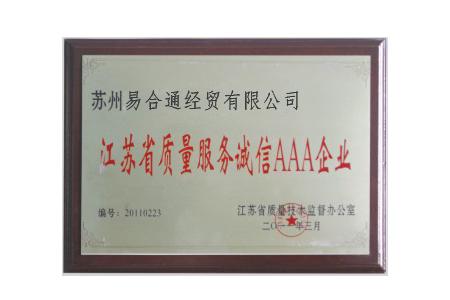 苏州易合通经贸有限公司
江苏省质量服务诚信AAA企业
编号：20110223
江苏省质量技术监督办公室
二〇一一年三月